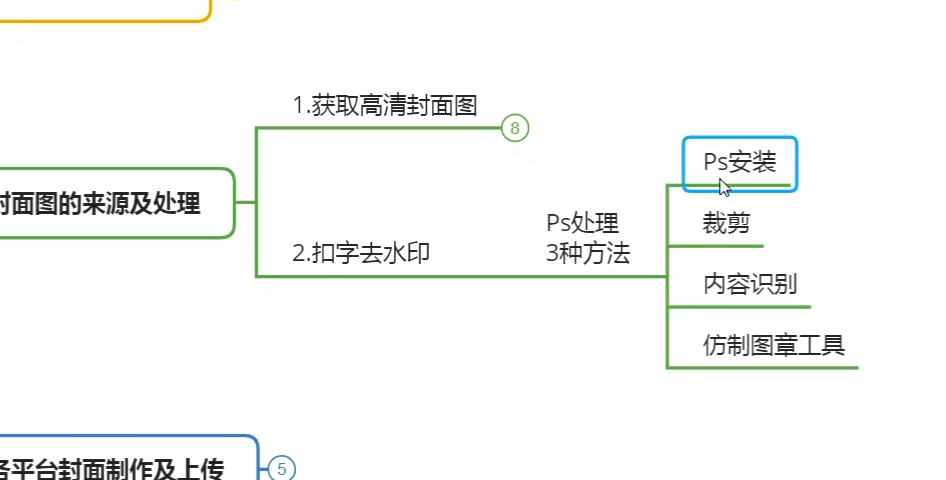 1.获取高清封面图
8
封面图的来源及处理
2.扣字去水印
Ps处理
3种方法
Ps安装
裁剪
内容识别
仿制图章工具
各平台封面制作及上传
5